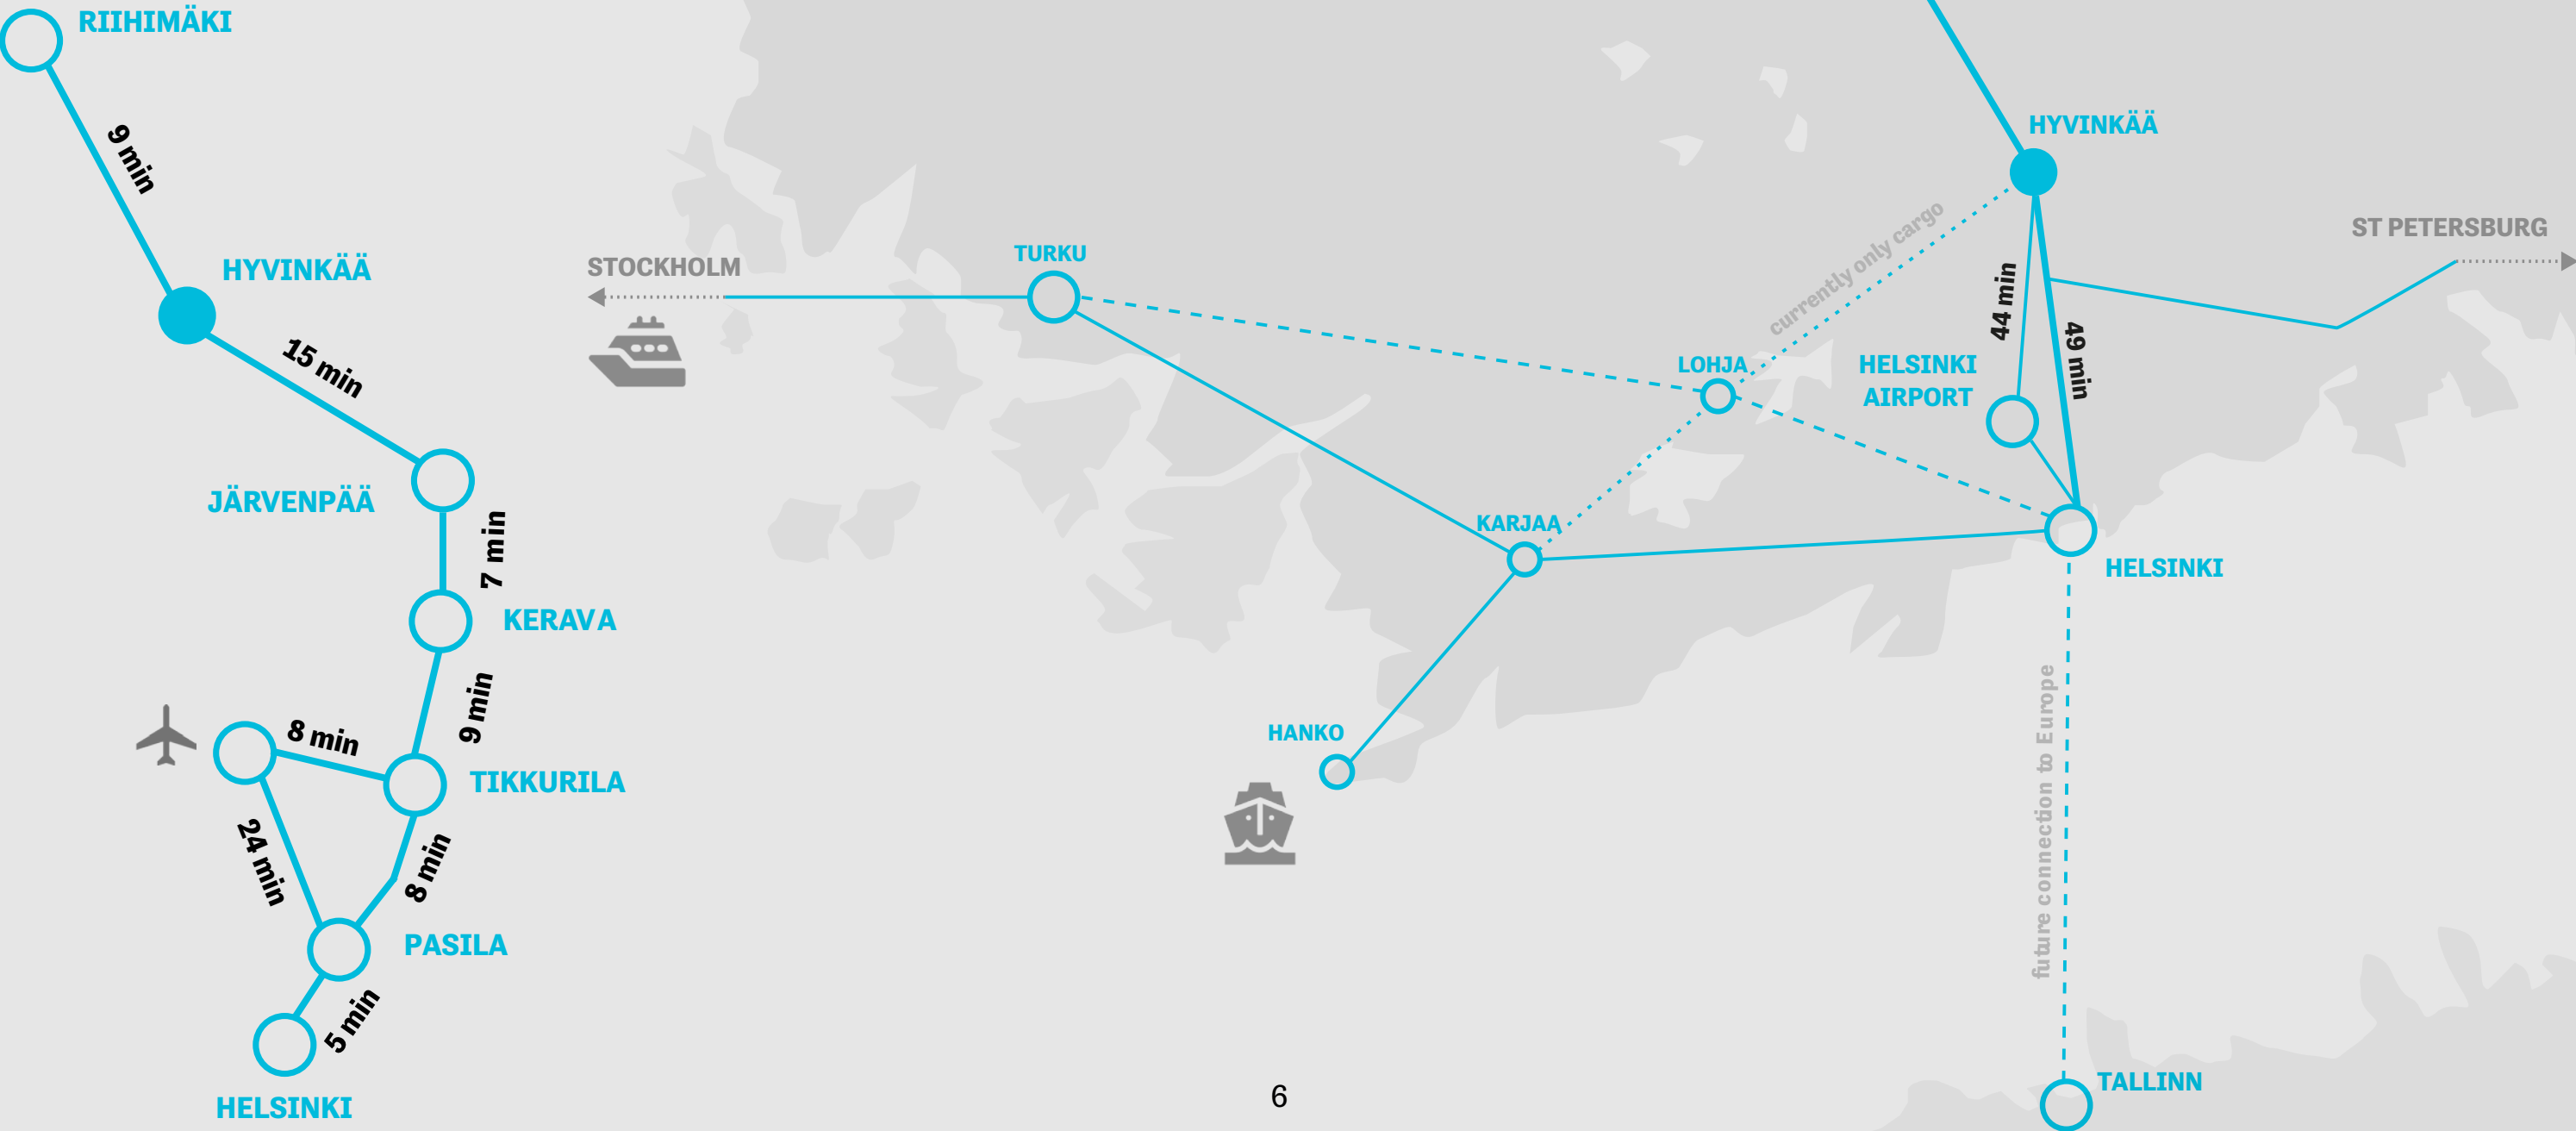 RIIHIMÄKI
9 min
HYVINKÄÄ
15 min
JÄRVENPÄÄ
7 min
KERAVA
9 min
8 min
TIKKURILA
24 min
8 min
PASILA
5 min
HELSINKI
HYVINKÄÄ
ST PETERSBURG
STOCKHOLM
TURKU
currently only cargo
44 min
49 min
LOHJA
HELSINKI
AIRPORT
KARJAA
HELSINKI
HANKO
future connection to Europe
TALLINN
6